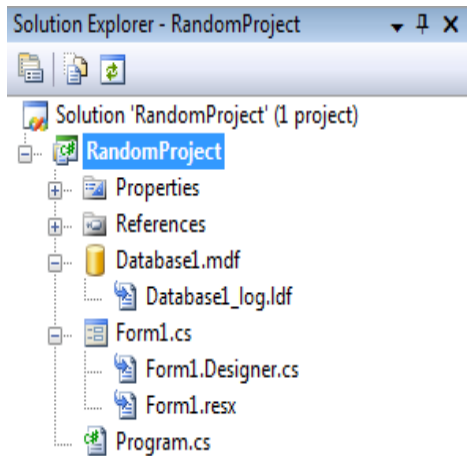 Solution Explorer - RandomProject
Solution 'RandomProject' (1 project)
RandomProject
Properties
References
Database1.mdf
Database1_log.ldf
Form1.cs
Form1.Designer.cs
Form1.resx
Program.cs